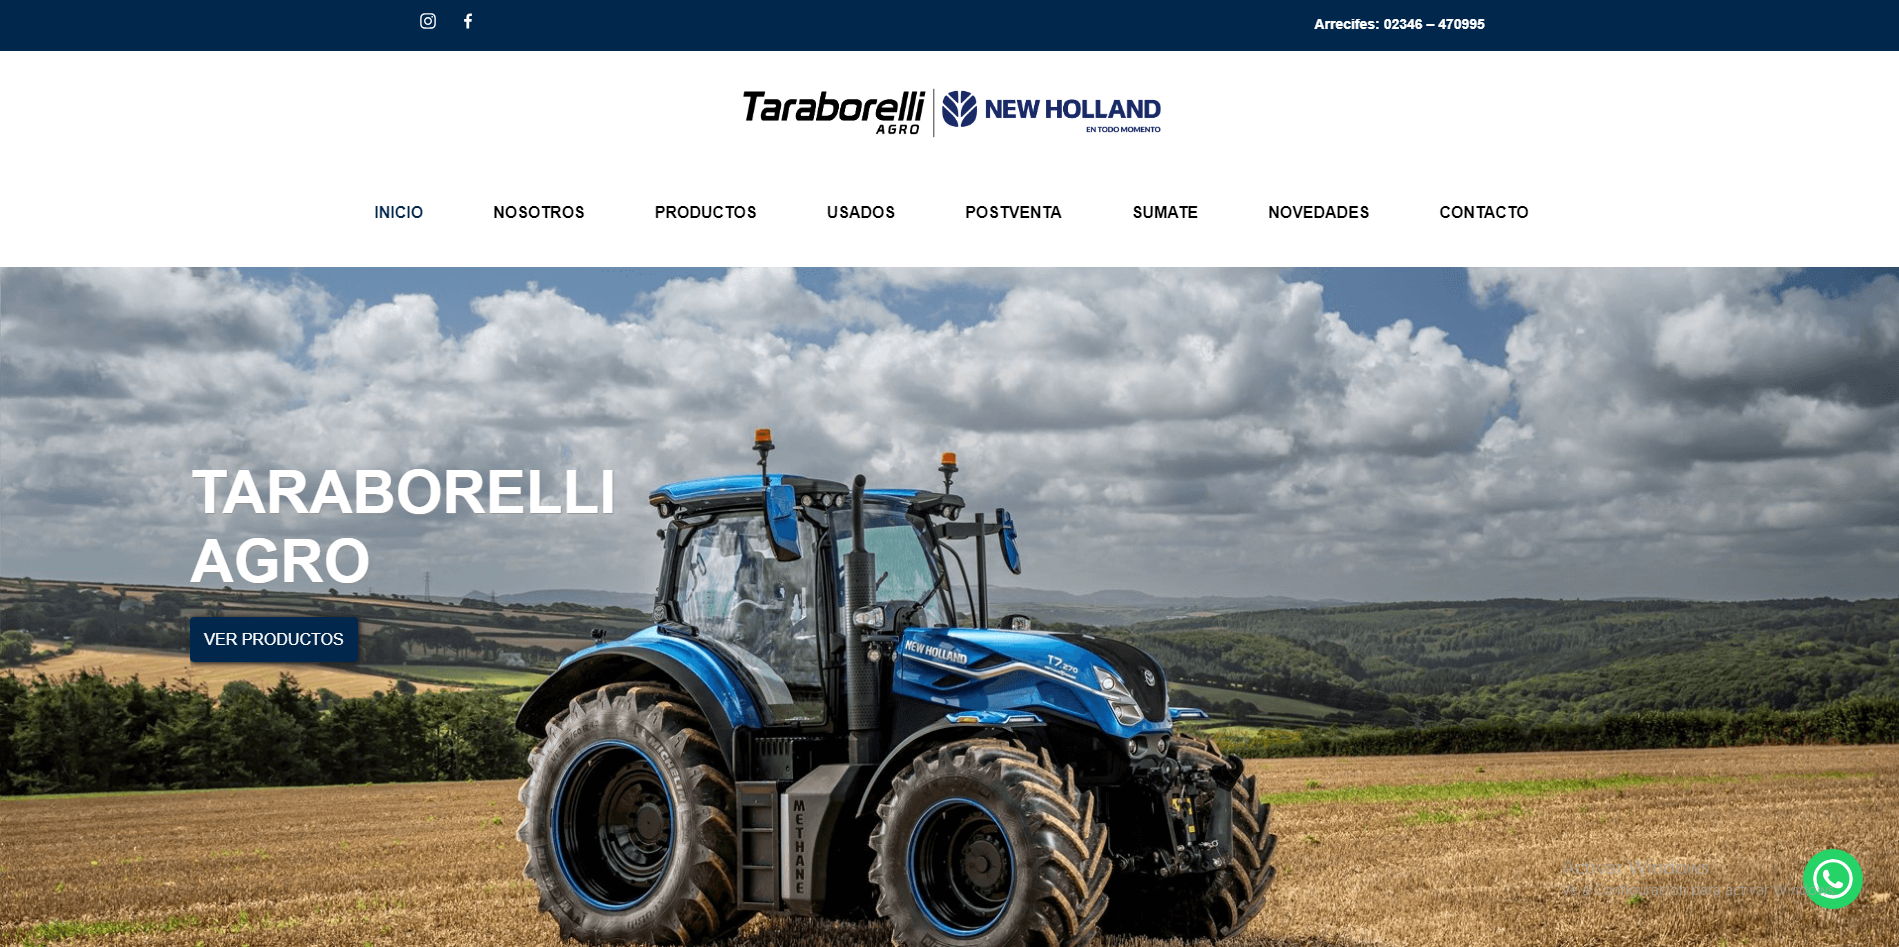 Arrecifes: 02346 – 470995
Taraborelli
AGRO
NEW HOLLAND
EN TODO MOMENTO
INICIO NOSOTROS PRODUCTOS USADOS POSTVENTA SUMATE NOVEDADES CONTACTO
TARABORELLI
AGRO
VER PRODUCTOS
NEW HOLLAND
T7.270
MICHELIN
METHANE